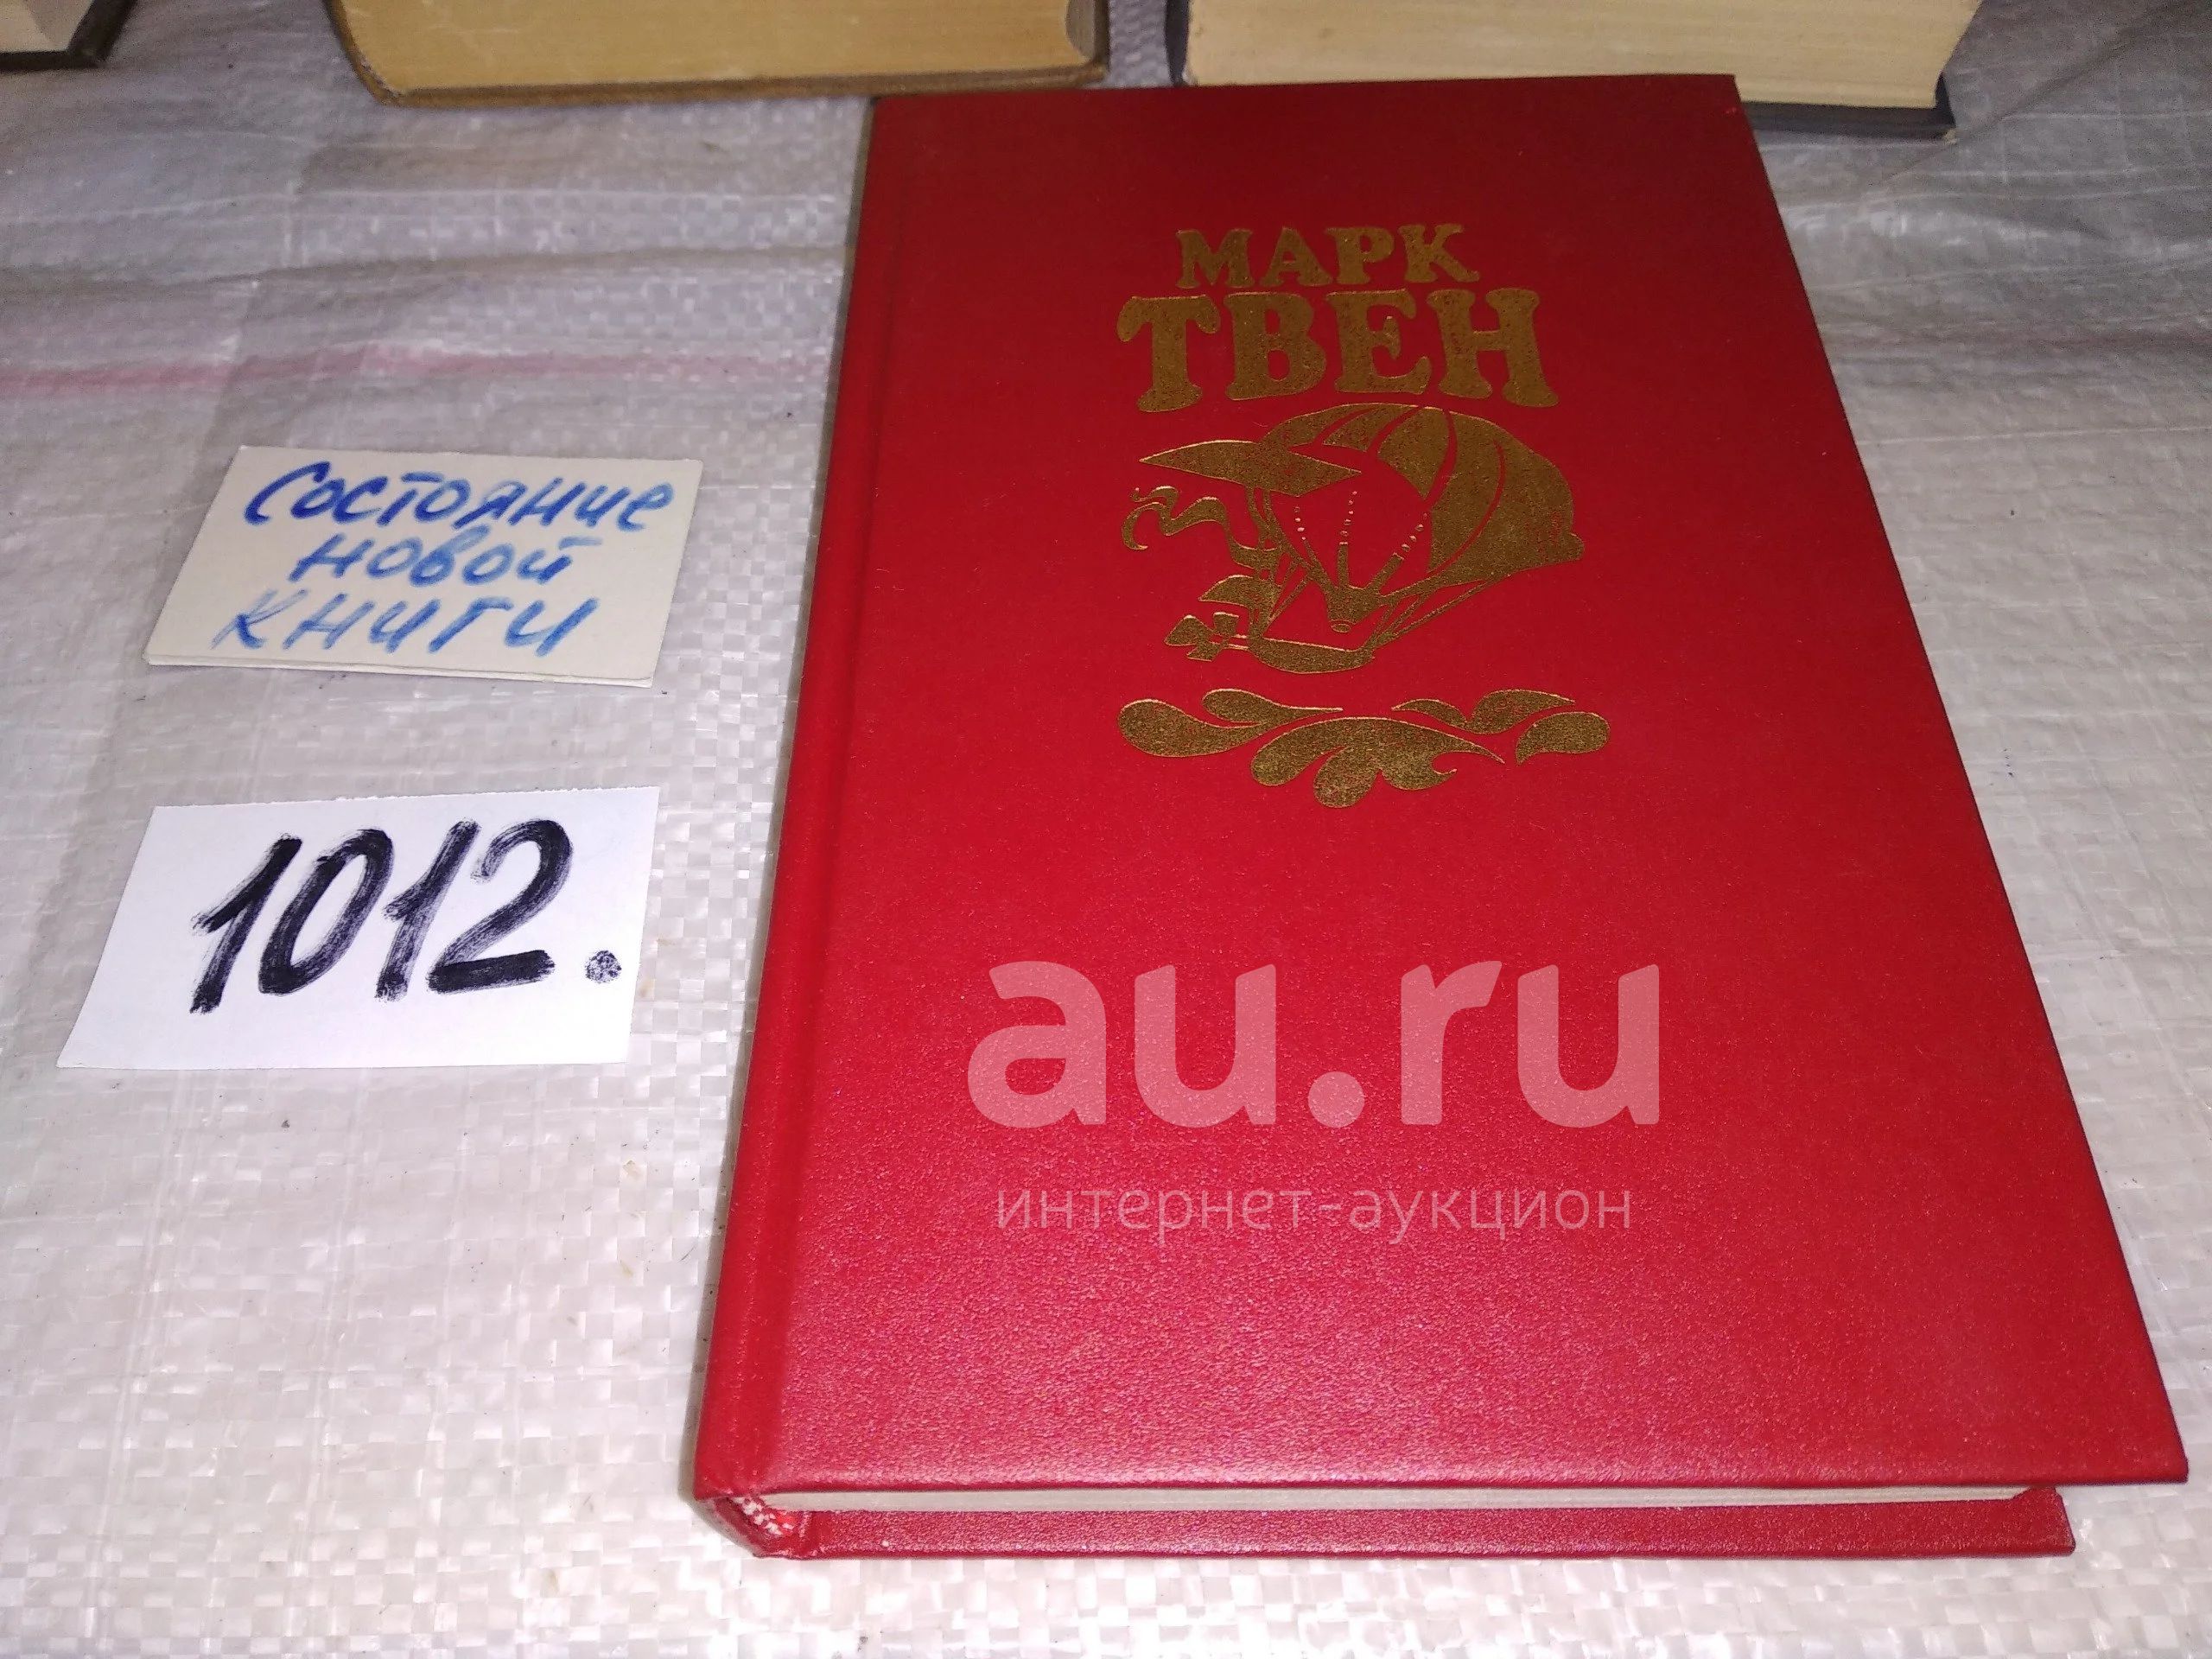 МАРК
ТВЕН
Состояние
новой
книги
1012.
au.ru
интернет-аукцион